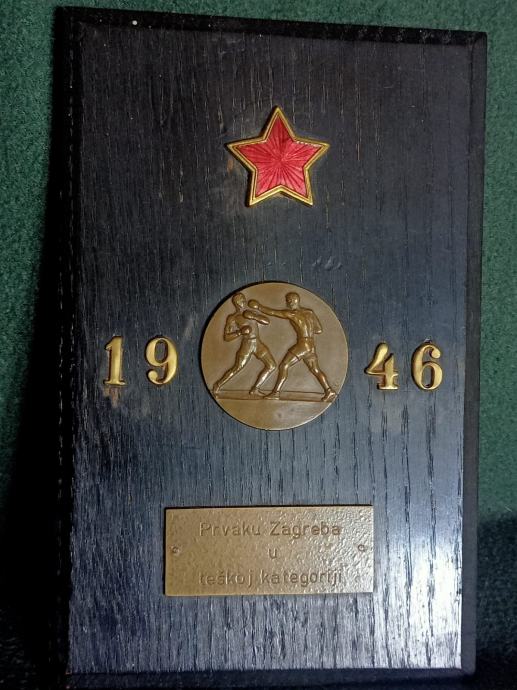 19 46
Prvaku Zagreba
u
teškoj kategoriji